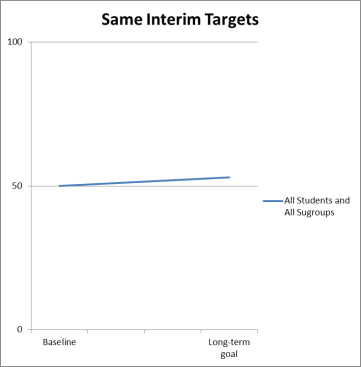 Same Interim Targets
100
50
0
Baseline
Long-term
goal
All Students and
All Sugroups